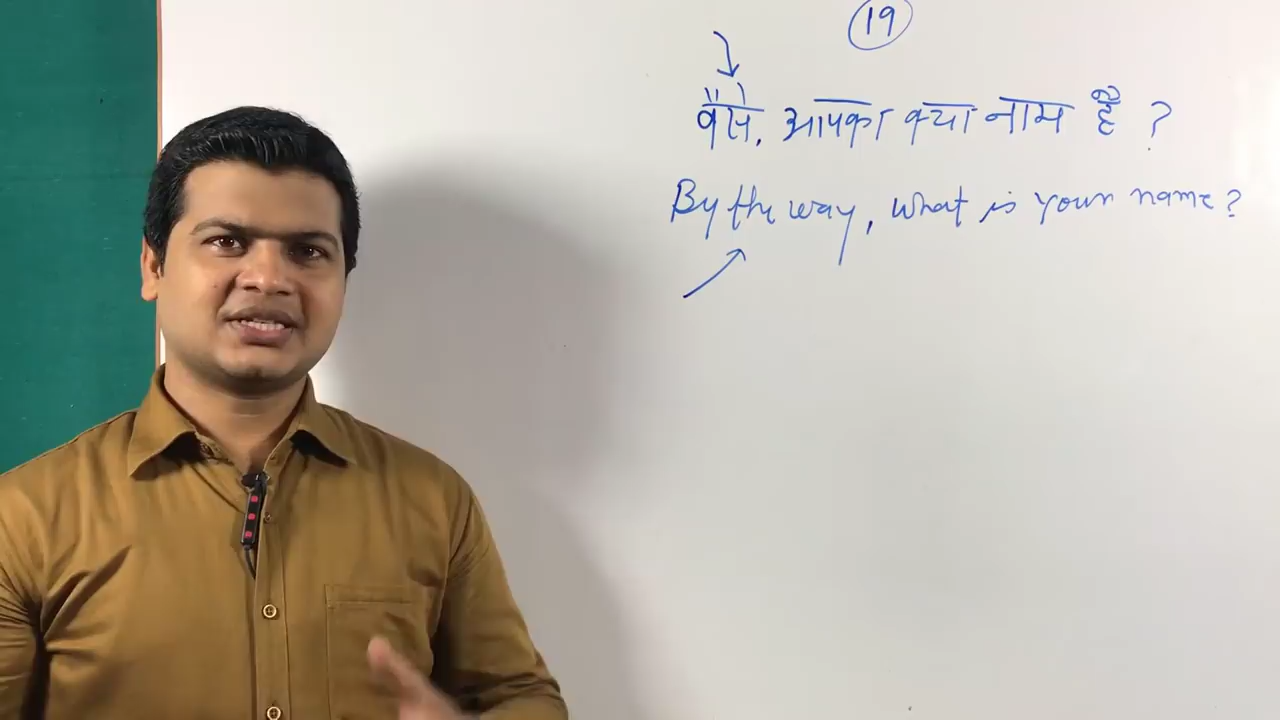 19
वैसे, आपका क्या नाम है ?
By the way, what is your name?